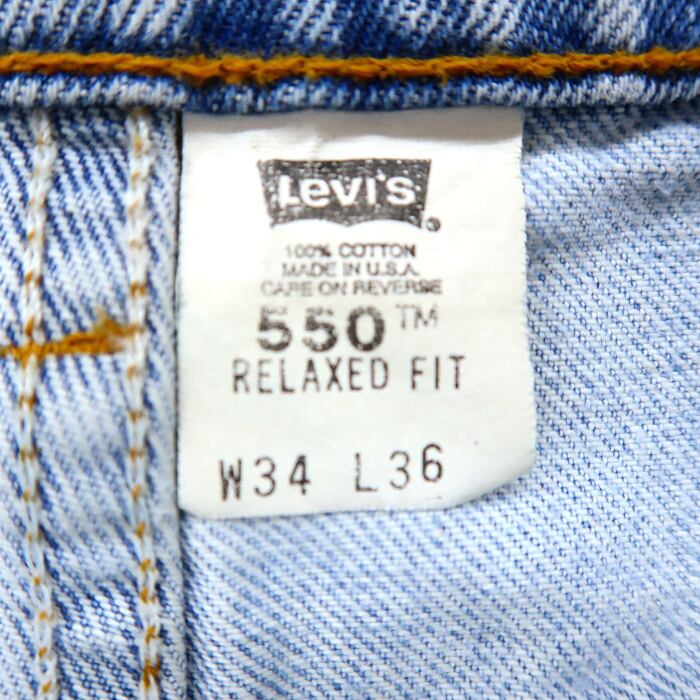 Levi's
100% COTTON
MADE IN U.S.A.
CARE ON REVERSE
550™
RELAXED FIT
W34 L36